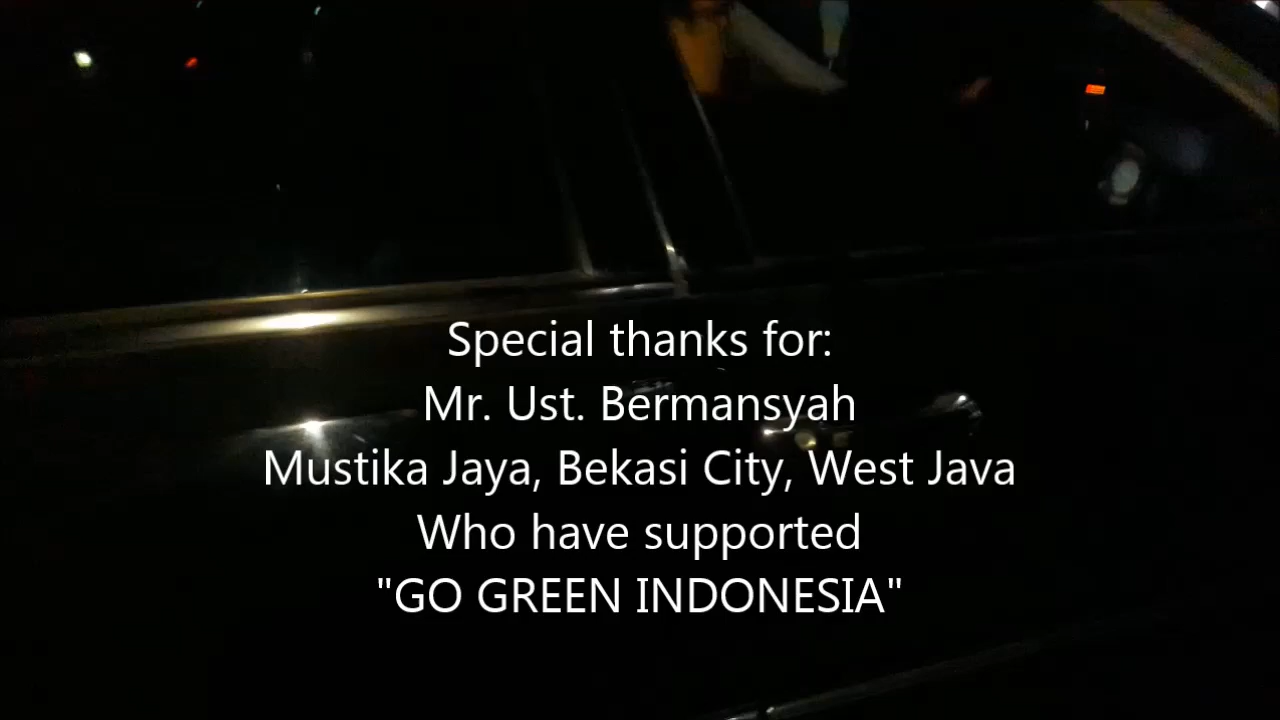 Special thanks for:
Mr. Ust. Bermansyah
Mustika Jaya, Bekasi City, West Java
Who have supported
"GO GREEN INDONESIA"